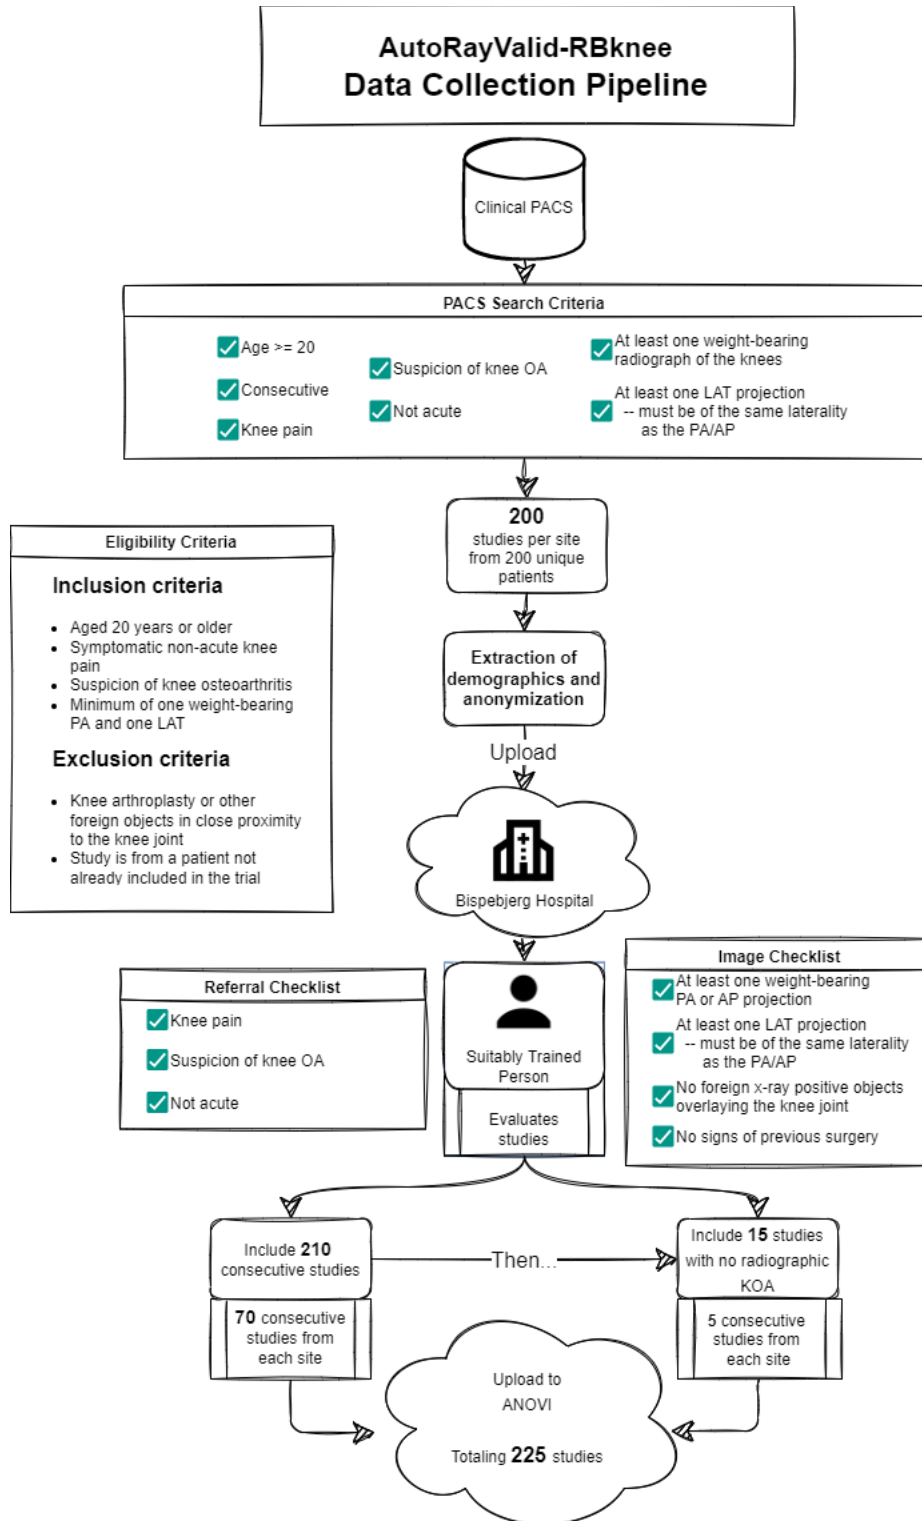 AutoRayValid-RBknee
Data Collection Pipeline
Clinical PACS
PACS Search Criteria
Age >= 20
Consecutive
Knee pain
Suspicion of knee OA
Not acute
At least one weight-bearing
radiograph of the knees
At least one LAT projection
-- must be of the same laterality
as the PA/AP
200
studies per site
from 200 unique
patients
Eligibility Criteria
Inclusion criteria
• Aged 20 years or older
• Symptomatic non-acute knee
pain
• Suspicion of knee osteoarthritis
• Minimum of one weight-bearing
PA and one LAT
Exclusion criteria
• Knee arthroplasty or other
foreign objects in close proximity
to the knee joint
• Study is from a patient not
already included in the trial
Extraction of
demographics and
anonymization
Upload
Bispebjerg Hospital
Referral Checklist
Knee pain
Suspicion of knee OA
Not acute
Suitably Trained
Person
Evaluates
studies
Image Checklist
At least one weight-bearing
PA or AP projection
At least one LAT projection
-- must be of the same laterality
as the PA/AP
No foreign x-ray positive objects
overlaying the knee joint
No signs of previous surgery
Include 210
consecutive studies
70 consecutive
studies from
each site
Then...
Include 15 studies
with no radiographic
KOA
5 consecutive
studies from
each site
Upload to
ANOVI
Totaling 225 studies